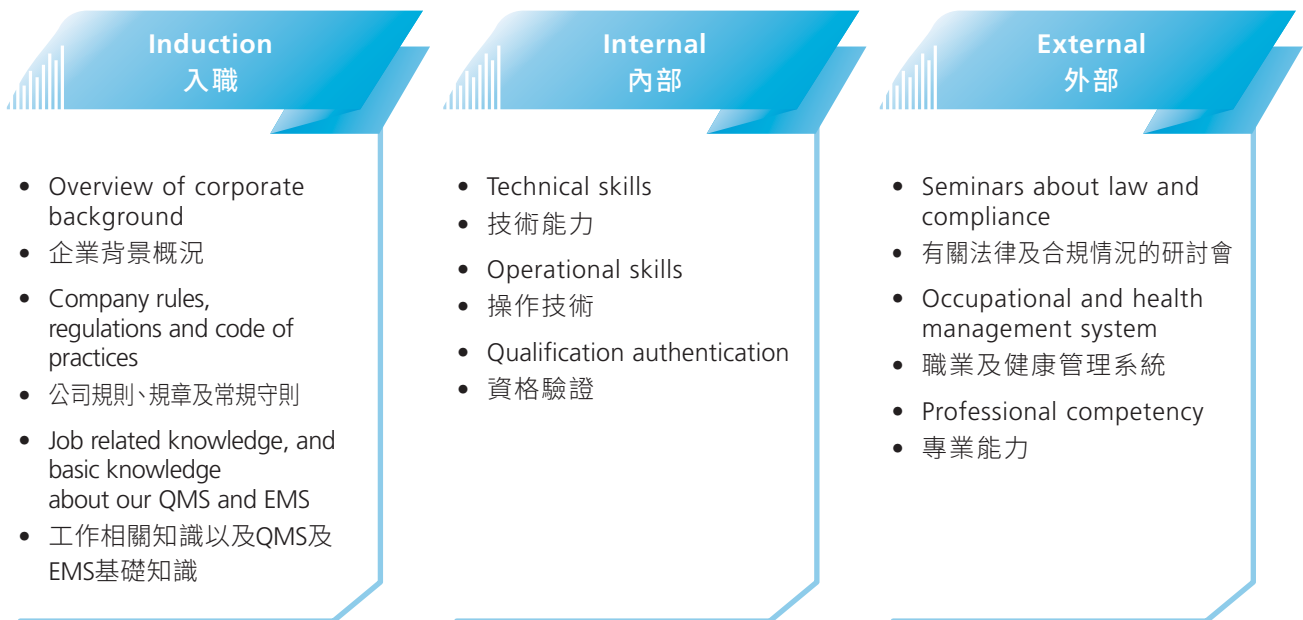 Induction
入職
• Overview of corporate
background
• 企業背景概況
• Company rules,
regulations and code of
practices
• 公司規則、規章及常規守則
• Job related knowledge, and
basic knowledge
about our QMS and EMS
• 工作相關知識以及QMS及
EMS基礎知識
Internal
內部
• Technical skills
• 技術能力
• Operational skills
• 操作技術
• Qualification authentication
• 資格驗證
External
外部
• Seminars about law and
compliance
• 有關法律及合規情況的研討會
• Occupational and health
management system
• 職業及健康管理系統
• Professional competency
• 專業能力